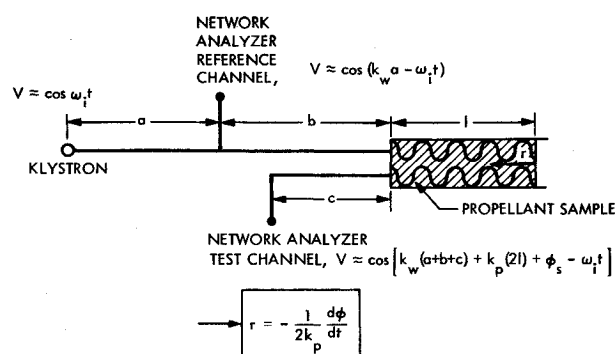 NETWORK
ANALYZER
REFERENCE
CHANNEL,
V ≈ cos (k_w a − ω_i t)
V ≈ cos ω_i t
a
b
l
KLYSTRON
r
c
PROPELLANT SAMPLE
NETWORK ANALYZER
TEST CHANNEL, V ≈ cos [k_w (a+b+c) + k_p (2l) + ϕ_s − ω_i t]
r = − 1/(2k_p) dϕ/dt